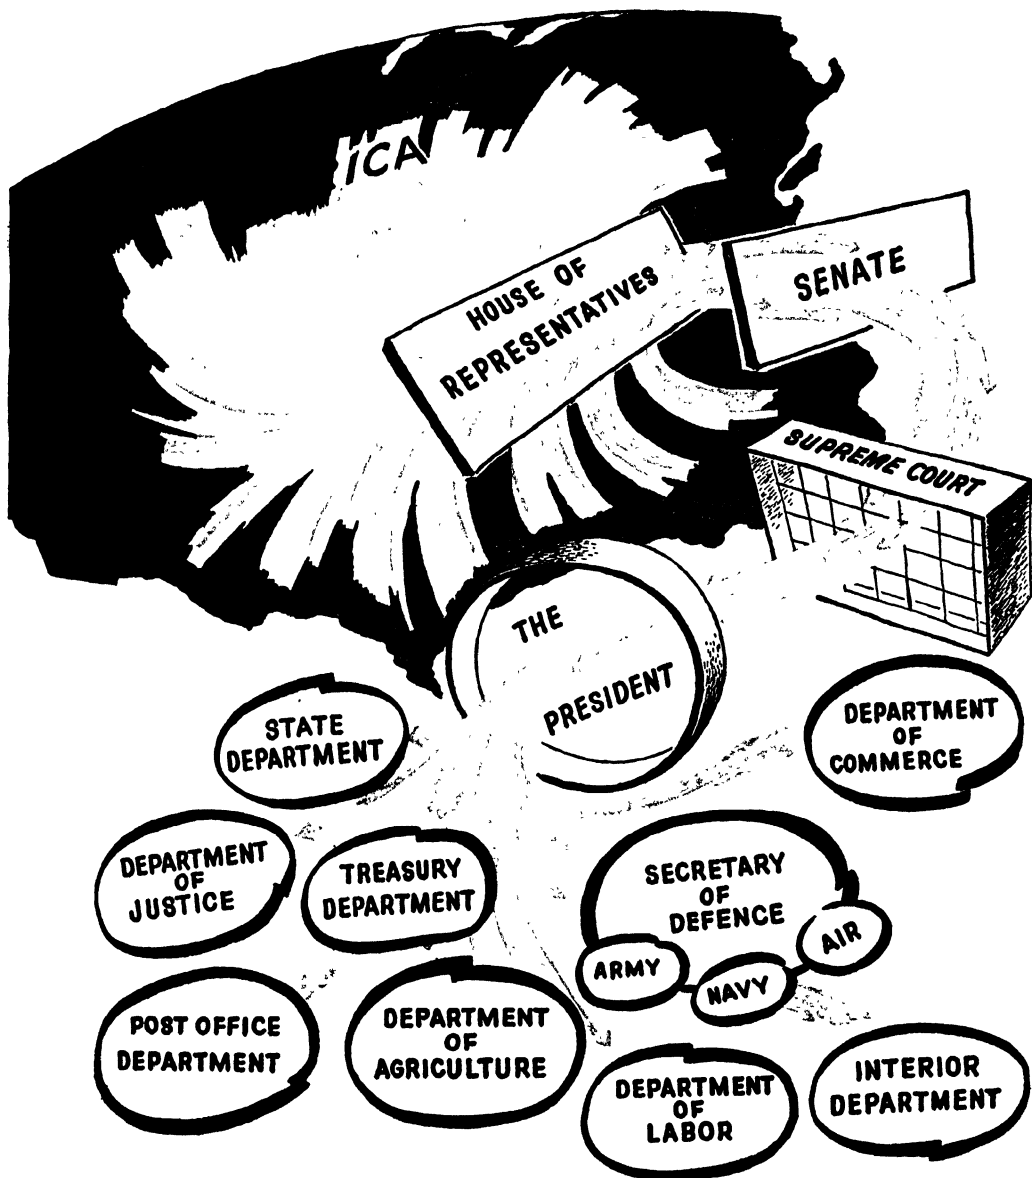 ICA
HOUSE OF
REPRESENTATIVES
SENATE
SUPREME COURT
THE
PRESIDENT
STATE
DEPARTMENT
DEPARTMENT
OF
COMMERCE
DEPARTMENT
OF
JUSTICE
TREASURY
DEPARTMENT
SECRETARY
OF
DEFENCE
ARMY
NAVY
AIR
POST OFFICE
DEPARTMENT
DEPARTMENT
OF
AGRICULTURE
DEPARTMENT
OF
LABOR
INTERIOR
DEPARTMENT